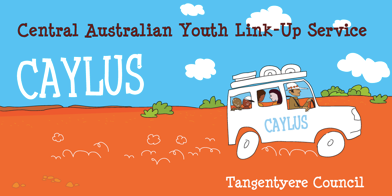 Central Australian Youth Link-Up Service
CAYLUS
CAYLUS
Tangentyere Council